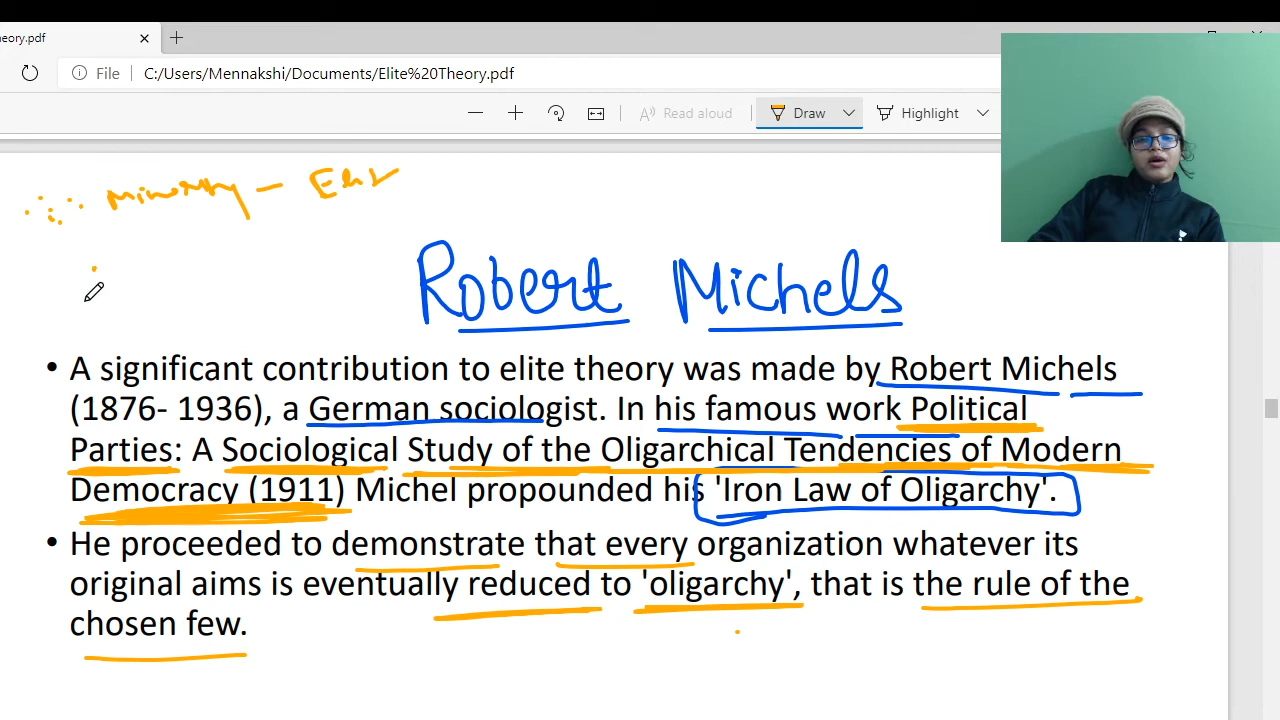 eory.pdf
File C:/Users/Mennakshi/Documents/Elite%20Theory.pdf
Read aloud Draw Highlight
Minority –
Robert Michels
• A significant contribution to elite theory was made by Robert Michels
(1876- 1936), a German sociologist. In his famous work Political
Parties: A Sociological Study of the Oligarchical Tendencies of Modern
Democracy (1911) Michel propounded his 'Iron Law of Oligarchy'.
• He proceeded to demonstrate that every organization whatever its
original aims is eventually reduced to 'oligarchy', that is the rule of the
chosen few.